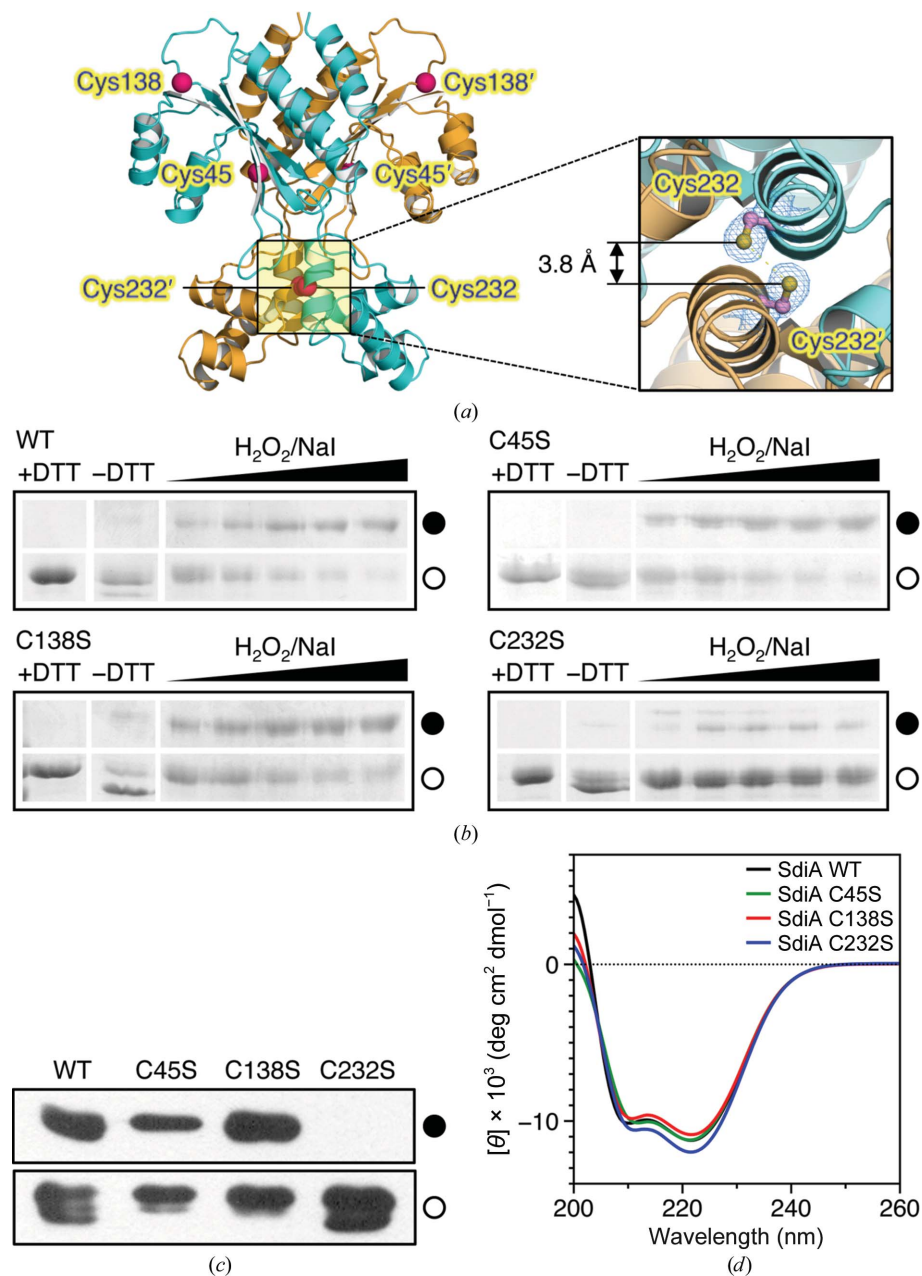 Cys138
Cys138′
Cys45
Cys45′
Cys232′
Cys232
Cys232
3.8 Å
Cys232′
(a)
WT
+DTT −DTT
H₂O₂/NaI
C45S
+DTT −DTT
H₂O₂/NaI
C138S
+DTT −DTT
H₂O₂/NaI
C232S
+DTT −DTT
H₂O₂/NaI
(b)
WT C45S C138S C232S
(c)
SdiA WT
SdiA C45S
SdiA C138S
SdiA C232S
0
−10
[θ] × 10³ (deg cm² dmol⁻¹)
200 220 240 260
Wavelength (nm)
(d)